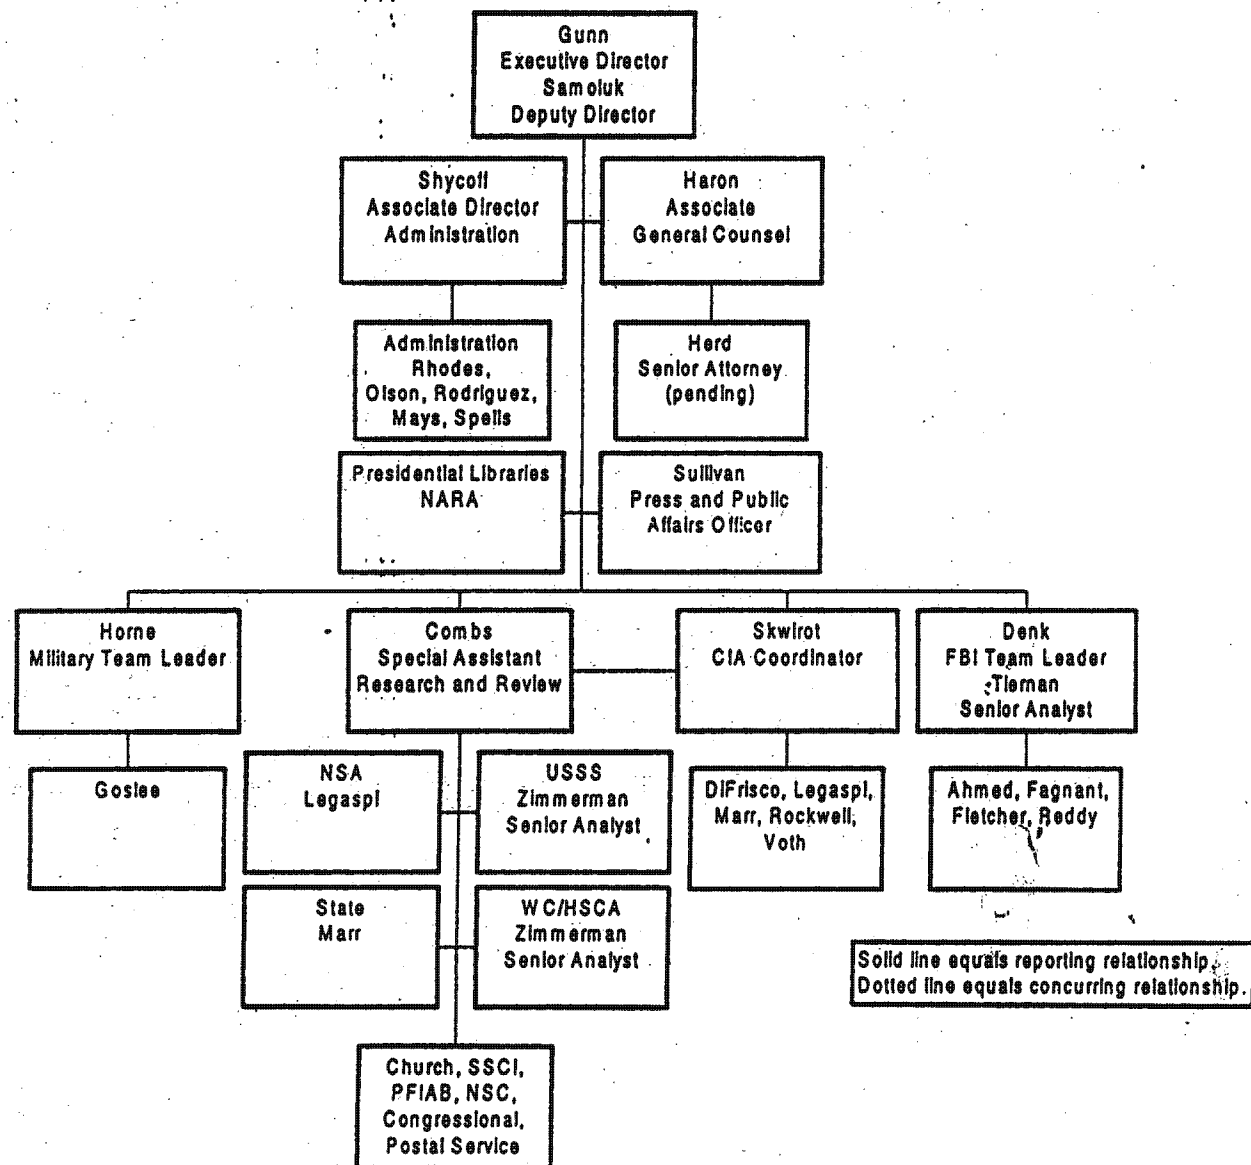 Gunn
Executive Director
Samoluk
Deputy Director
Shycoff
Associate Director
Administration
Haron
Associate
General Counsel
Administration
Rhodes,
Olson, Rodriguez,
Mays, Spells
Herd
Senior Attorney
(pending)
Presidential Libraries
NARA
Sullivan
Press and Public
Affairs Officer
Horne
Military Team Leader
Combs
Special Assistant
Research and Review
Skwirot
CIA Coordinator
Denk
FBI Team Leader
Tiernan
Senior Analyst
Goslee
NSA
Legaspi
USSS
Zimmerman
Senior Analyst
DiFrisco, Legaspi,
Marr, Rockwell,
Voth
Ahmed, Fagnant,
Fletcher, Reddy
State
Marr
WC/HSCA
Zimmerman
Senior Analyst
Solid line equals reporting relationship.
Dotted line equals concurring relationship.
Church, SSCI,
PFIAB, NSC,
Congressional,
Postal Service